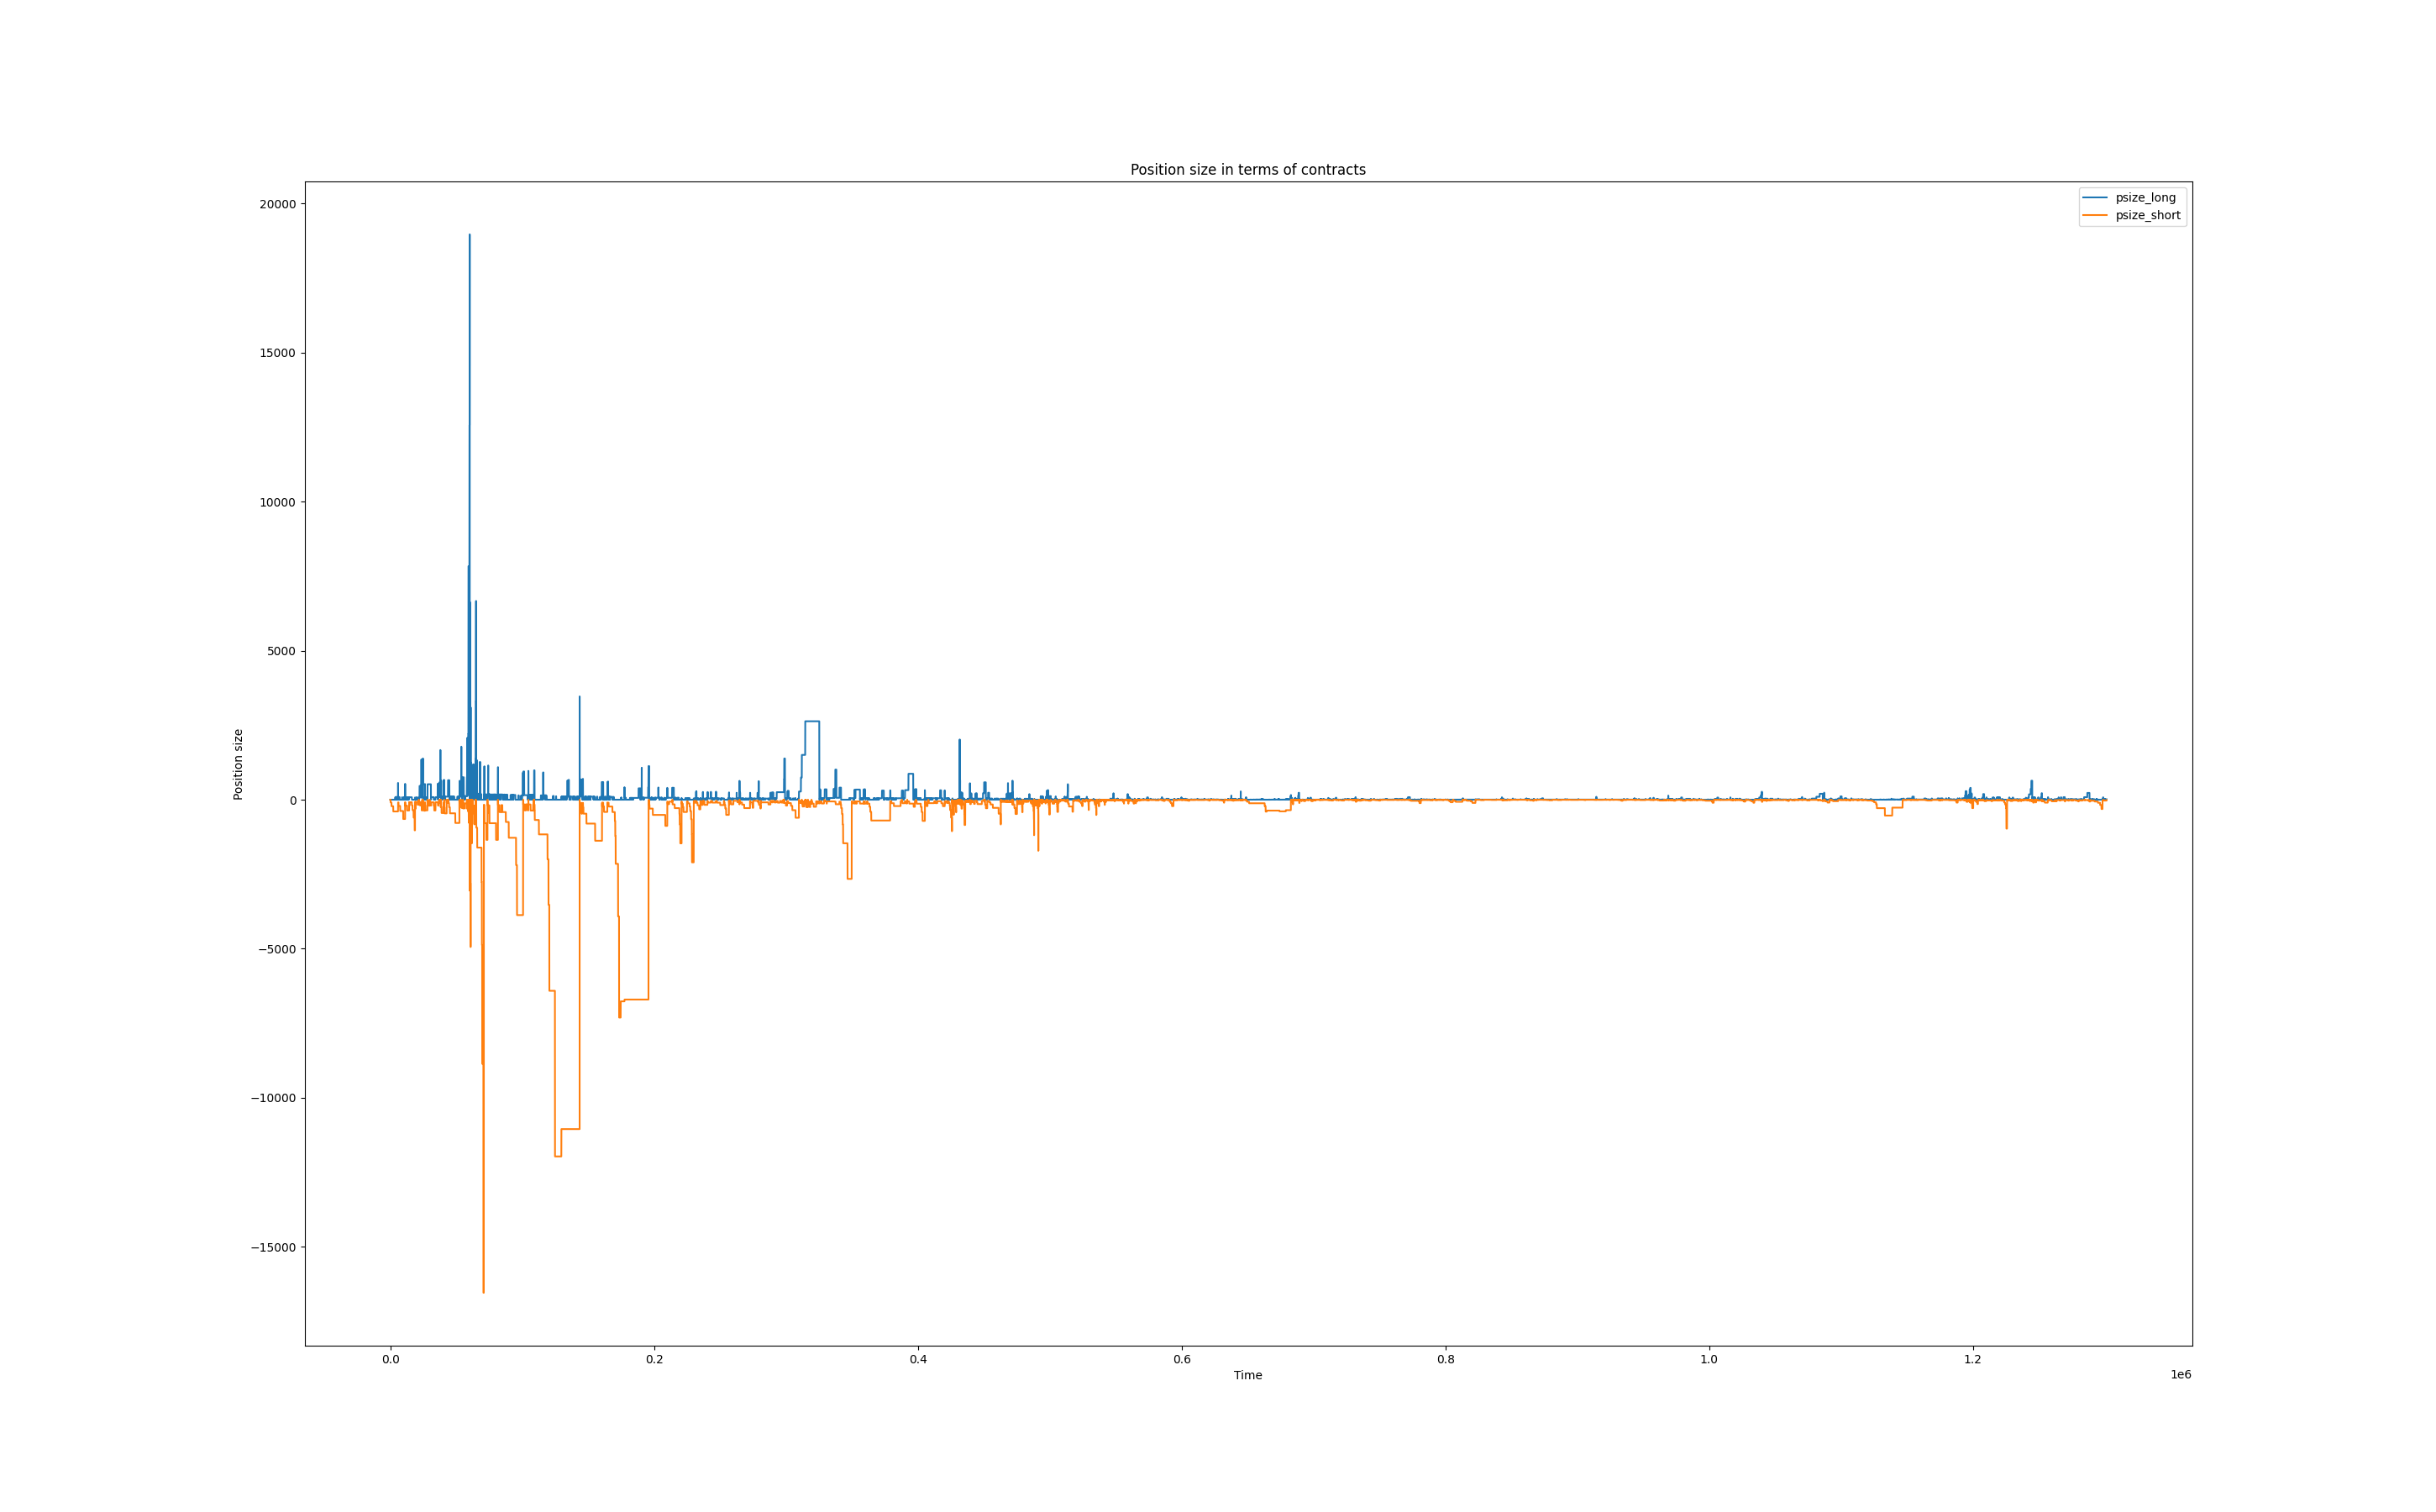 Position size in terms of contracts
psize_long
psize_short
20000
15000
10000
5000
0
−5000
−10000
−15000
Position size
0.0
0.2
0.4
0.6
0.8
1.0
1.2
Time
1e6